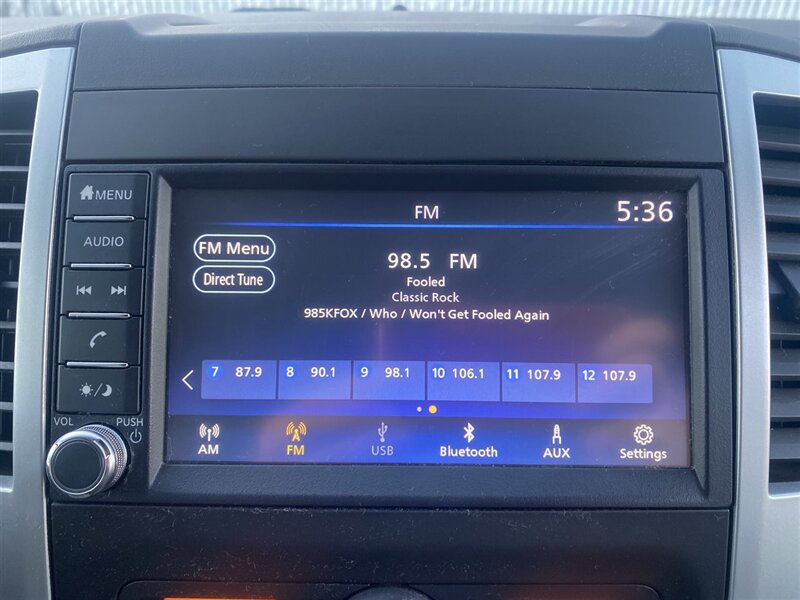 FM
5:36
MENU
AUDIO
FM Menu
Direct Tune
98.5 FM
Fooled
Classic Rock
985KFOX / Who / Won't Get Fooled Again
7 87.9
8 90.1
9 98.1
10 106.1
11 107.9
12 107.9
VOL
PUSH
AM
FM
USB
Bluetooth
AUX
Settings